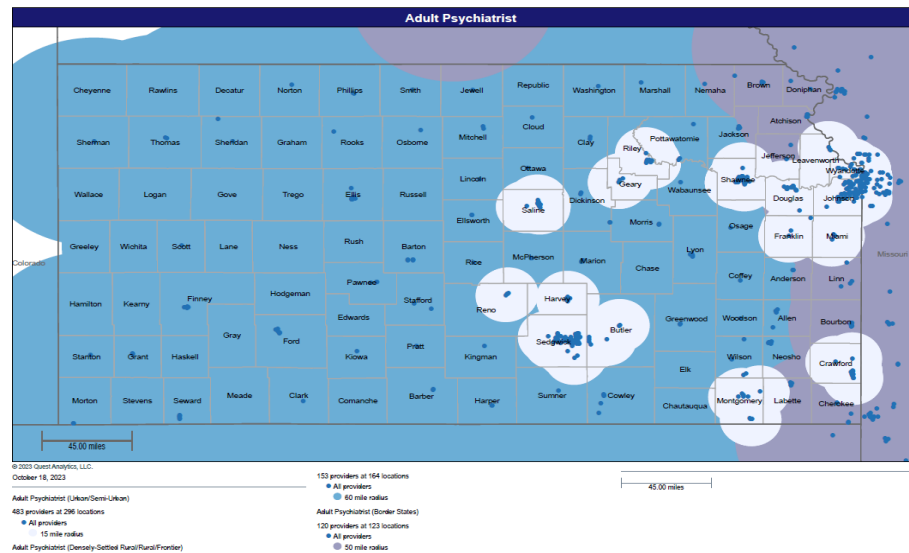 Adult Psychiatrist
Cheyenne Rawlins Decatur Norton Phillips Smith Jewell Republic Washington Marshall Nemaha Brown Doniphan
Atchison
Sherman Thomas Sheridan Graham Rooks Osborne Mitchell Cloud Clay Riley Pottawatomie Jackson Jefferson Leavenworth
Wyandotte
Wallace Logan Gove Trego Ellis Russell Lincoln Ottawa Dickinson Geary Wabaunsee Shawnee Douglas Johnson
Saline
Ellsworth Morris Osage Franklin Miami
Greeley Wichita Scott Lane Ness Rush Barton Rice McPherson Marion Chase Lyon
Colorado Missouri
Pawnee Coffey Anderson Linn
Hamilton Kearny Finney Hodgeman Stafford Reno Harvey
Edwards Greenwood Woodson Allen Bourbon
Gray Ford Sedgwick Butler
Stanton Grant Haskell Kiowa Pratt Kingman Elk Wilson Neosho Crawford
Morton Stevens Seward Meade Clark Comanche Barber Harper Sumner Cowley Chautauqua Montgomery Labette Cherokee
45.00 miles
© 2023 Quest Analytics, LLC.
October 18, 2023
Adult Psychiatrist (Urban/Semi-Urban)
483 providers at 296 locations
All providers
15 mile radius
Adult Psychiatrist (Densely-Settled Rural/Rural/Frontier)
153 providers at 164 locations
All providers
60 mile radius
Adult Psychiatrist (Border States)
120 providers at 123 locations
All providers
50 mile radius
45.00 miles